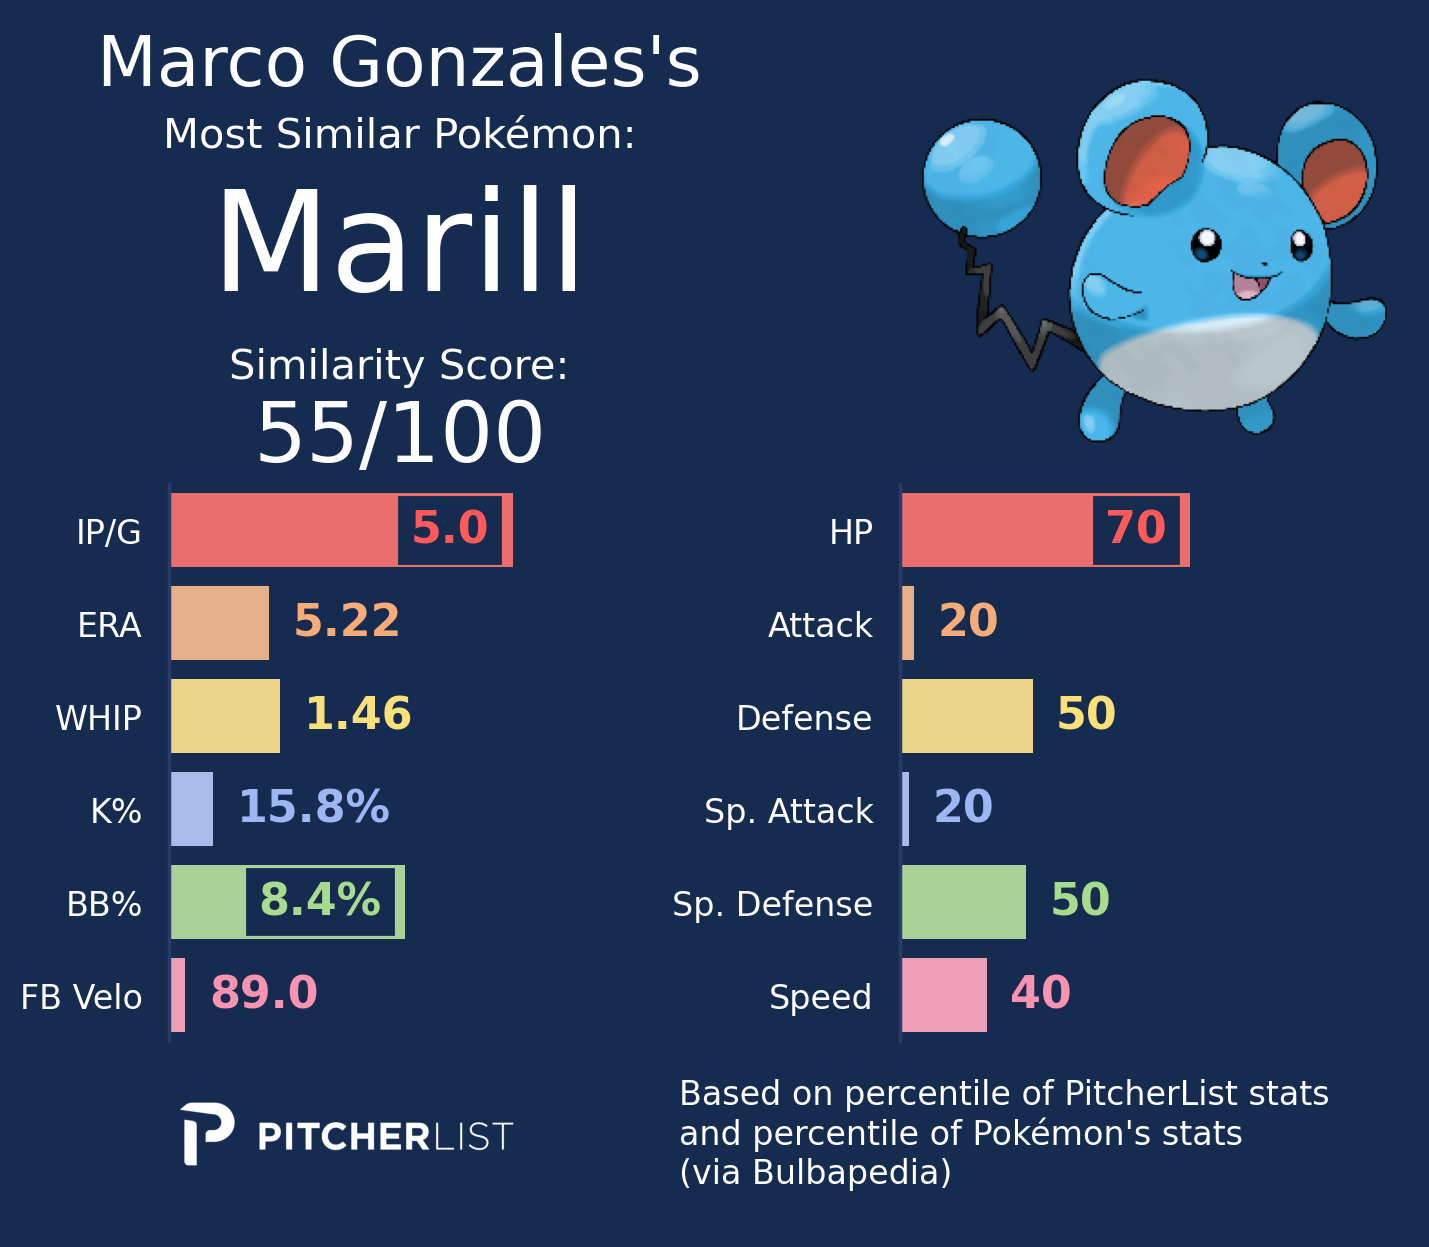 Marco Gonzales's
Most Similar Pokémon:
Marill
Similarity Score:
55/100
IP/G 5.0
ERA 5.22
WHIP 1.46
K% 15.8%
BB% 8.4%
FB Velo 89.0
HP 70
Attack 20
Defense 50
Sp. Attack 20
Sp. Defense 50
Speed 40
PITCHERLIST
Based on percentile of PitcherList stats
and percentile of Pokémon's stats
(via Bulbapedia)